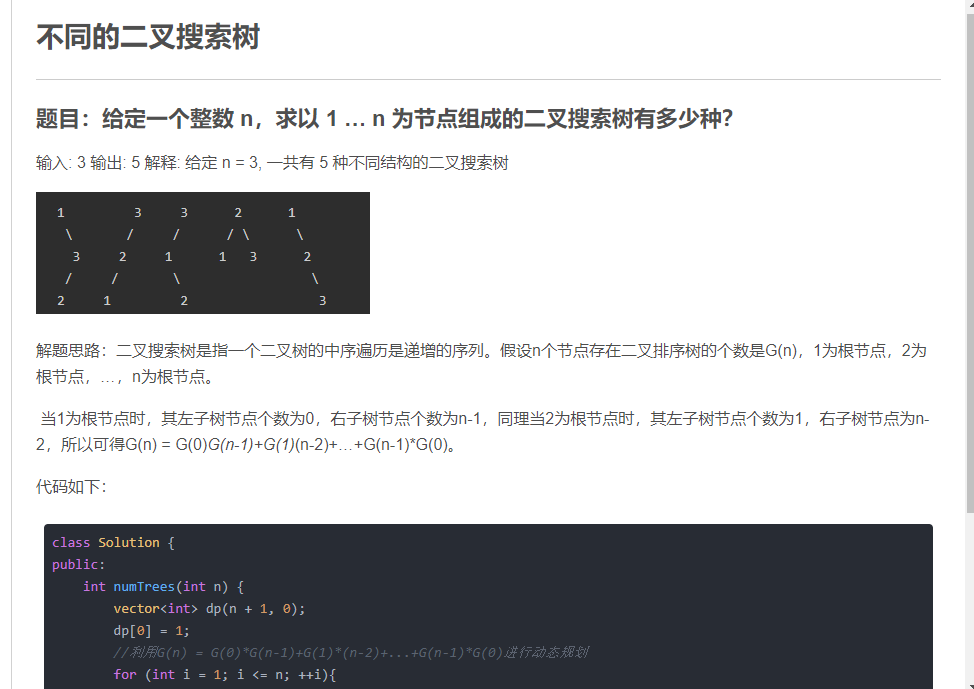 不同的二叉搜索树
题目：给定一个整数 n，求以 1 ... n 为节点组成的二叉搜索树有多少种?
输入: 3 输出: 5 解释: 给定 n = 3, 一共有 5 种不同结构的二叉搜索树
1         3     3      2      1
 \       /     /      / \      \
  3     2     1      1   3      2
 /     /       \                 \
2     1         2                 3
解题思路：二叉搜索树是指一个二叉树的中序遍历是递增的序列。假设n个节点存在二叉排序树的个数是G(n)，1为根节点，2为
根节点，...，n为根节点。
当1为根节点时，其左子树节点个数为0，右子树节点个数为n-1，同理当2为根节点时，其左子树节点个数为1，右子树节点为n-
2，所以可得G(n) = G(0)G(n-1)+G(1)(n-2)+...+G(n-1)*G(0)。
代码如下：
class Solution {
public:
    int numTrees(int n) {
        vector<int> dp(n + 1, 0);
        dp[0] = 1;
        //利用G(n) = G(0)*G(n-1)+G(1)*(n-2)+...+G(n-1)*G(0)进行动态规划
        for (int i = 1; i <= n; ++i){